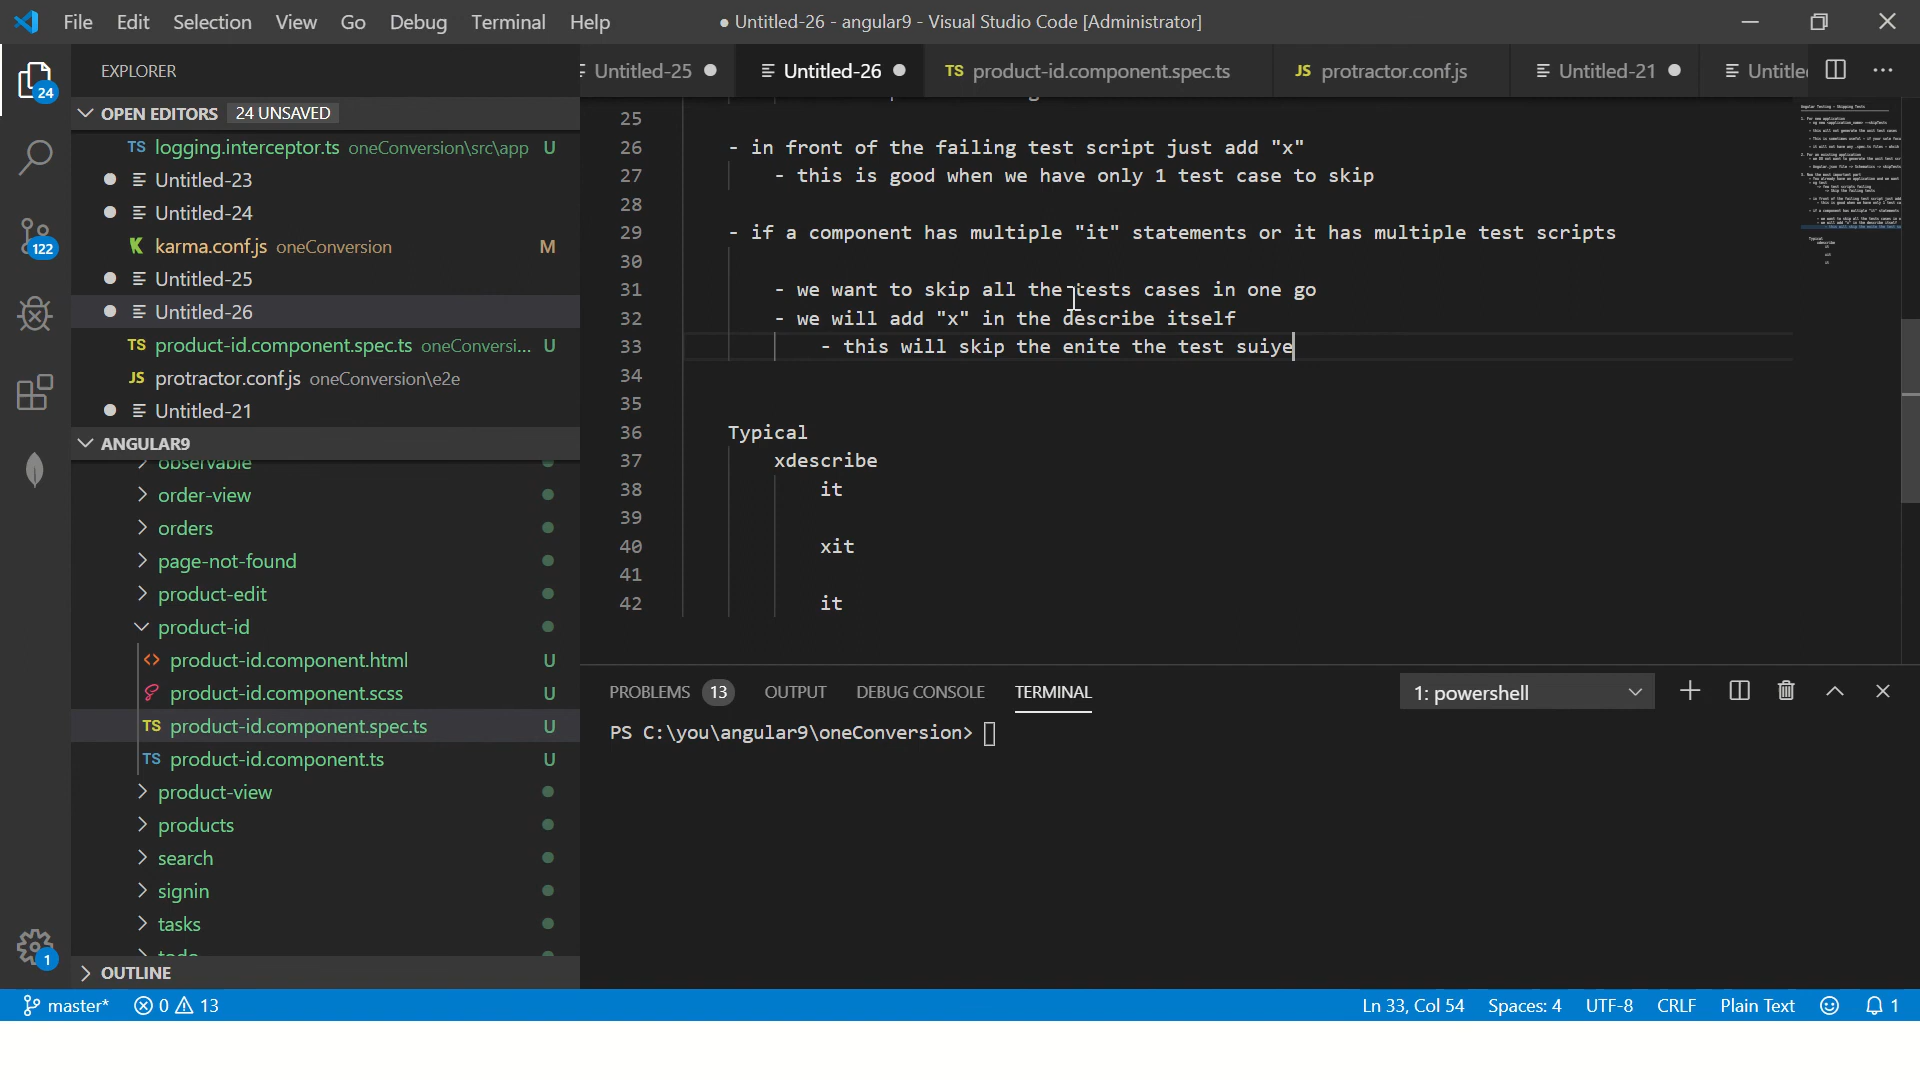 File Edit Selection View Go Debug Terminal Help
● Untitled-26 - angular9 - Visual Studio Code [Administrator]
EXPLORER
Untitled-25
Untitled-26
TS product-id.component.spec.ts
JS protractor.conf.js
Untitled-21
Untitle
OPEN EDITORS 24 UNSAVED
TS logging.interceptor.ts oneConversion\src\app U
Untitled-23
Untitled-24
karma.conf.js oneConversion M
Untitled-25
Untitled-26
TS product-id.component.spec.ts oneConversi... U
JS protractor.conf.js oneConversion\e2e
Untitled-21
ANGULAR9
observable
order-view
orders
page-not-found
product-edit
product-id
product-id.component.html U
product-id.component.scss U
TS product-id.component.spec.ts U
TS product-id.component.ts U
product-view
products
search
signin
tasks
OUTLINE
24
122
1
25
26 - in front of the failing test script just add "x"
27 - this is good when we have only 1 test case to skip
28
29 - if a component has multiple "it" statements or it has multiple test scripts
30
31 - we want to skip all the tests cases in one go
32 - we will add "x" in the describe itself
33 - this will skip the enite the test suiye
34
35
36 Typical
37 xdescribe
38 it
39
40 xit
41
42 it
PROBLEMS 13 OUTPUT DEBUG CONSOLE TERMINAL
1: powershell
PS C:\you\angular9\oneConversion>
master* 0 13
Ln 33, Col 54 Spaces: 4 UTF-8 CRLF Plain Text 1